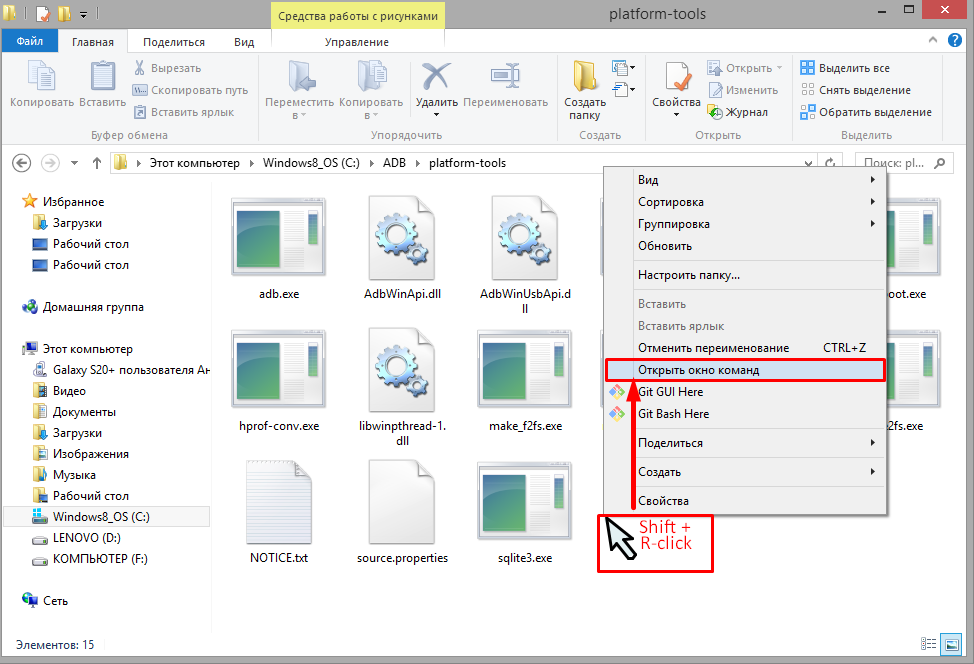 Средства работы с рисунками
platform-tools
Файл
Главная
Поделиться
Вид
Управление
Копировать
Вставить
Вырезать
Скопировать путь
Вставить ярлык
Буфер обмена
Переместить
в
Копировать
в
Удалить
Переименовать
Упорядочить
Создать
папку
Создать
Свойства
Открыть
Изменить
Журнал
Открыть
Выделить все
Снять выделение
Обратить выделение
Выделить
Этот компьютер
Windows8_OS (C:)
ADB
platform-tools
Поиск: pl...
Избранное
Загрузки
Рабочий стол
Рабочий стол
Домашняя группа
Этот компьютер
Galaxy S20+ пользователя Ан
Видео
Документы
Загрузки
Изображения
Музыка
Рабочий стол
Windows8_OS (C:)
LENOVO (D:)
КОМПЬЮТЕР (F:)
Сеть
adb.exe
AdbWinApi.dll
AdbWinUsbApi.d
ll
oot.exe
hprof-conv.exe
libwinpthread-1.
dll
make_f2fs.exe
2fs.exe
NOTICE.txt
source.properties
sqlite3.exe
Вид
Сортировка
Группировка
Обновить
Настроить папку...
Вставить
Вставить ярлык
Отменить переименование CTRL+Z
Открыть окно команд
Git GUI Here
Git Bash Here
Поделиться
Создать
Свойства
Shift +
R-click
Элементов: 15